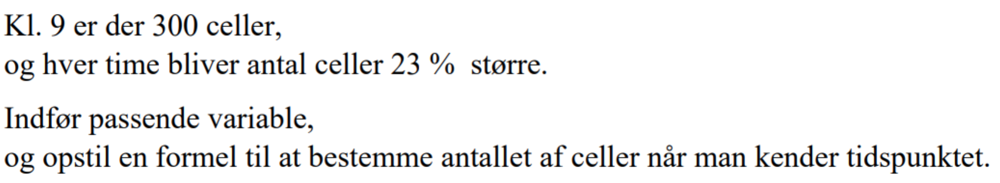 Kl. 9 er der 300 celler,
og hver time bliver antal celler 23 % større.
Indfør passende variable,
og opstil en formel til at bestemme antallet af celler når man kender tidspunktet.